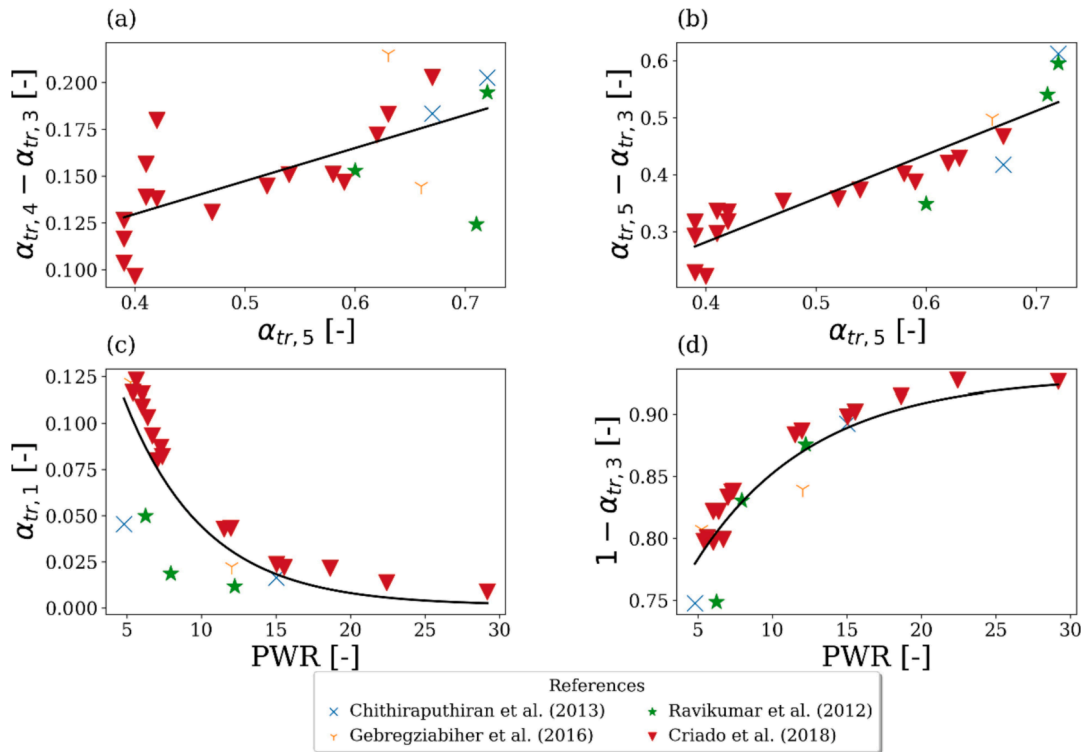 (a)
0.200
0.175
0.150
0.125
0.100
α_{tr, 4} − α_{tr, 3} [-]
0.4 0.5 0.6 0.7
α_{tr, 5} [-]
(b)
0.6
0.5
0.4
0.3
α_{tr, 5} − α_{tr, 3} [-]
0.4 0.5 0.6 0.7
α_{tr, 5} [-]
(c)
0.125
0.100
0.075
0.050
0.025
0.000
α_{tr, 1} [-]
5 10 15 20 25 30
PWR [-]
(d)
0.90
0.85
0.80
0.75
1 − α_{tr, 3} [-]
5 10 15 20 25 30
PWR [-]
References
Chithiraputhiran et al. (2013)
Gebregziabiher et al. (2016)
Ravikumar et al. (2012)
Criado et al. (2018)